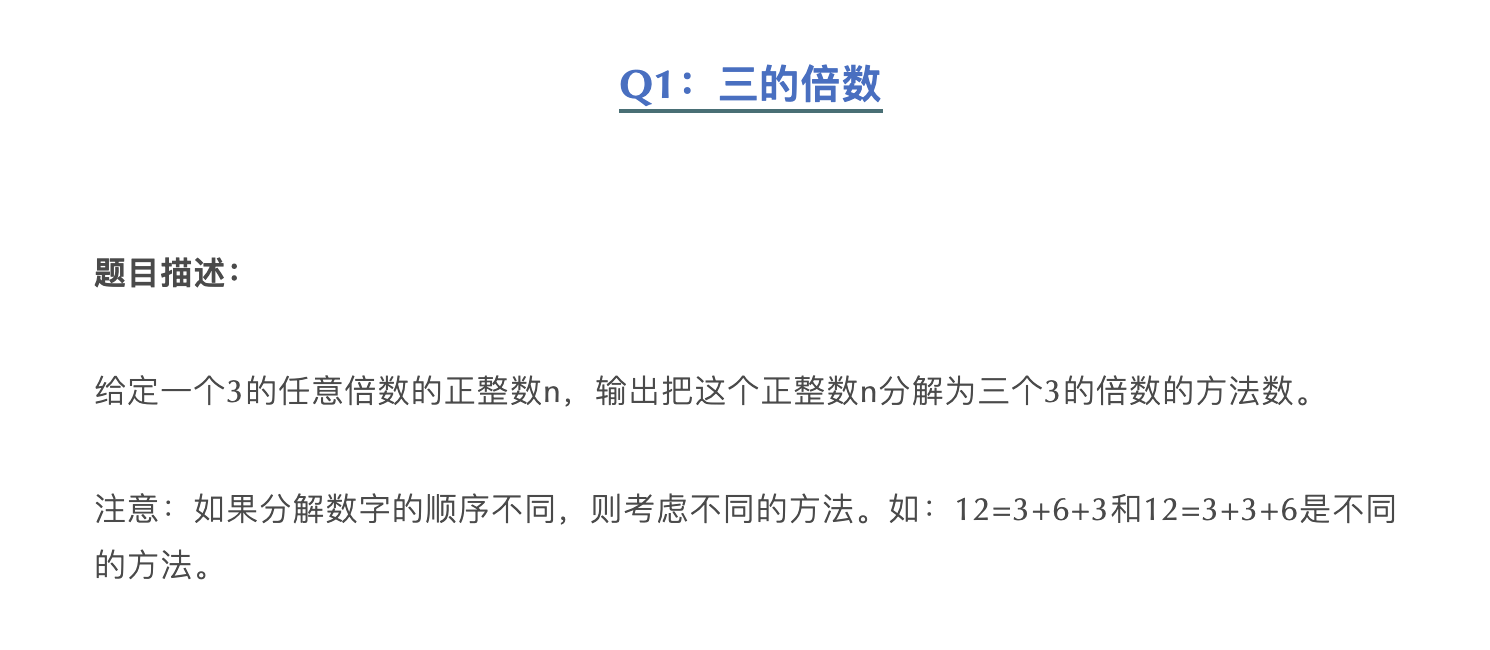 Q1：三的倍数
题目描述：
给定一个3的任意倍数的正整数n，输出把这个正整数n分解为三个3的倍数的方法数。
注意：如果分解数字的顺序不同，则考虑不同的方法。如：12=3+6+3和12=3+3+6是不同
的方法。